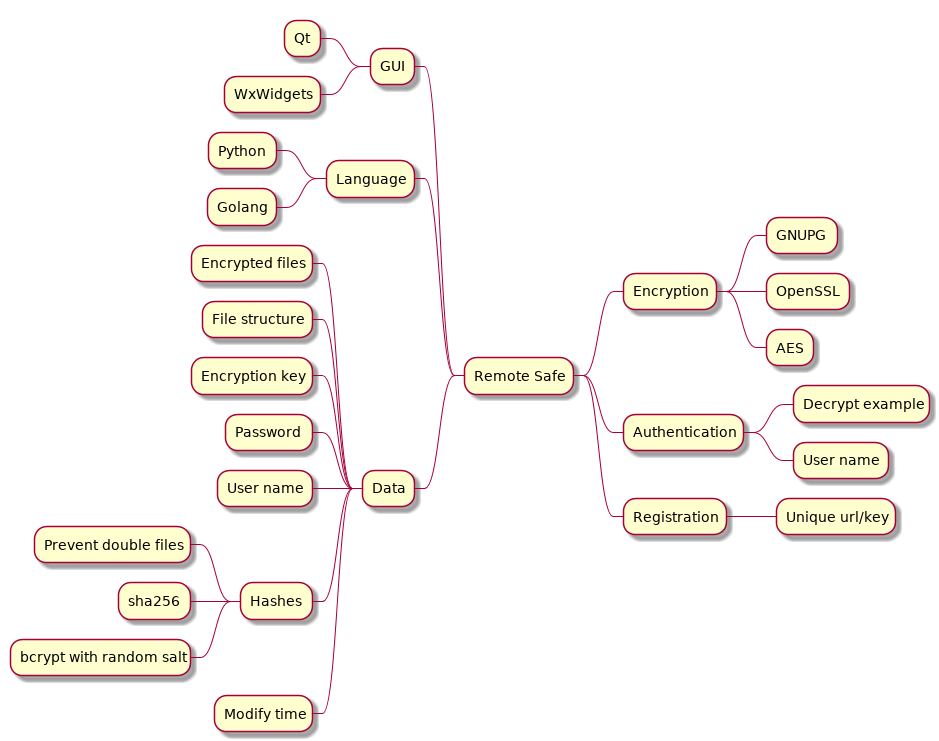 Qt
GUI
WxWidgets
Python
Language
Golang
Encrypted files
File structure
Encryption key
Password
User name
Data
Prevent double files
sha256
Hashes
bcrypt with random salt
Modify time
Remote Safe
GNUPG
Encryption
OpenSSL
AES
Decrypt example
Authentication
User name
Registration
Unique url/key